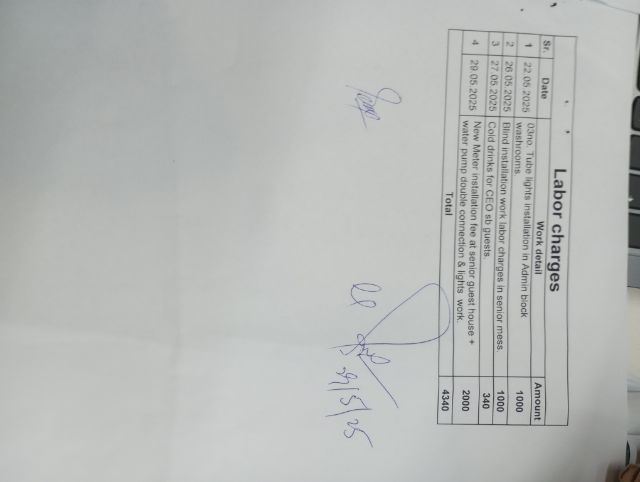 Labor charges
Sr. Date Work detail Amount
1 22.05.2025 03no. Tube lights installation in Admin block washrooms. 1000
2 26.05.2025 Blind installation work labor charges in senior mess. 1000
3 27.05.2025 Cold drinks for CEO sb guests. 340
4 29.05.2025 New Meter installation fee at senior guest house + water pump double connection & lights work. 2000
Total 4340
29/5/25